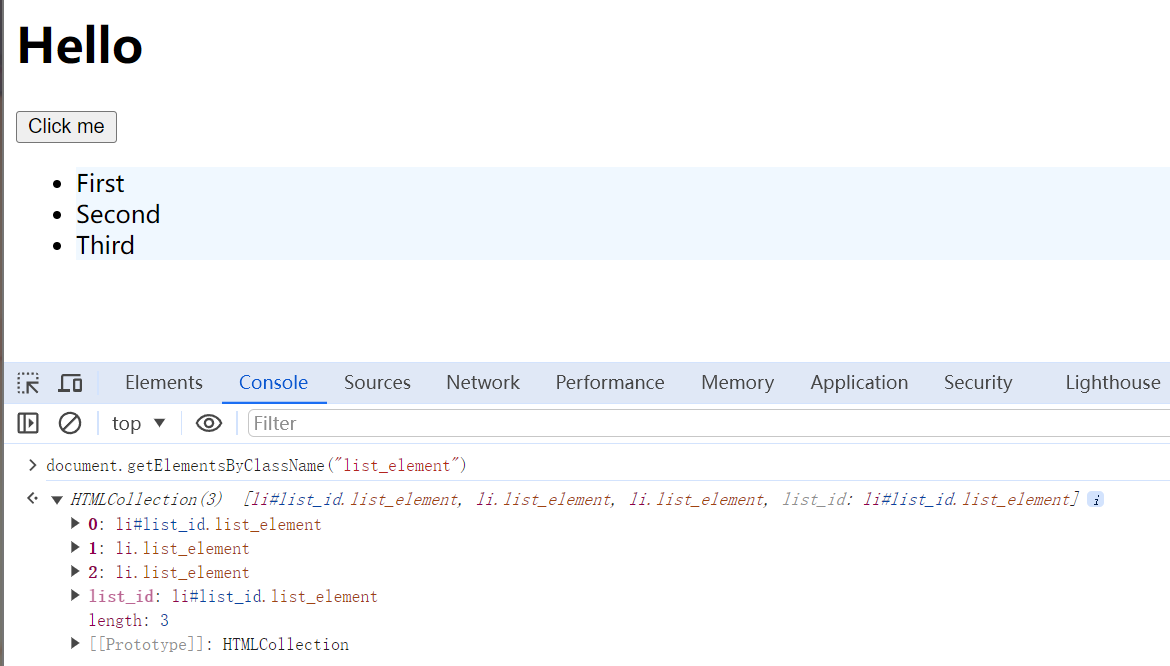 Hello
Click me
First
Second
Third
Elements Console Sources Network Performance Memory Application Security Lighthouse
top ▼ Filter
> document.getElementsByClassName("list_element")
HTMLCollection(3) [li#list_id.list_element, li.list_element, li.list_element, list_id: li#list_id.list_element] i
0: li#list_id.list_element
1: li.list_element
2: li.list_element
list_id: li#list_id.list_element
length: 3
[[Prototype]]: HTMLCollection